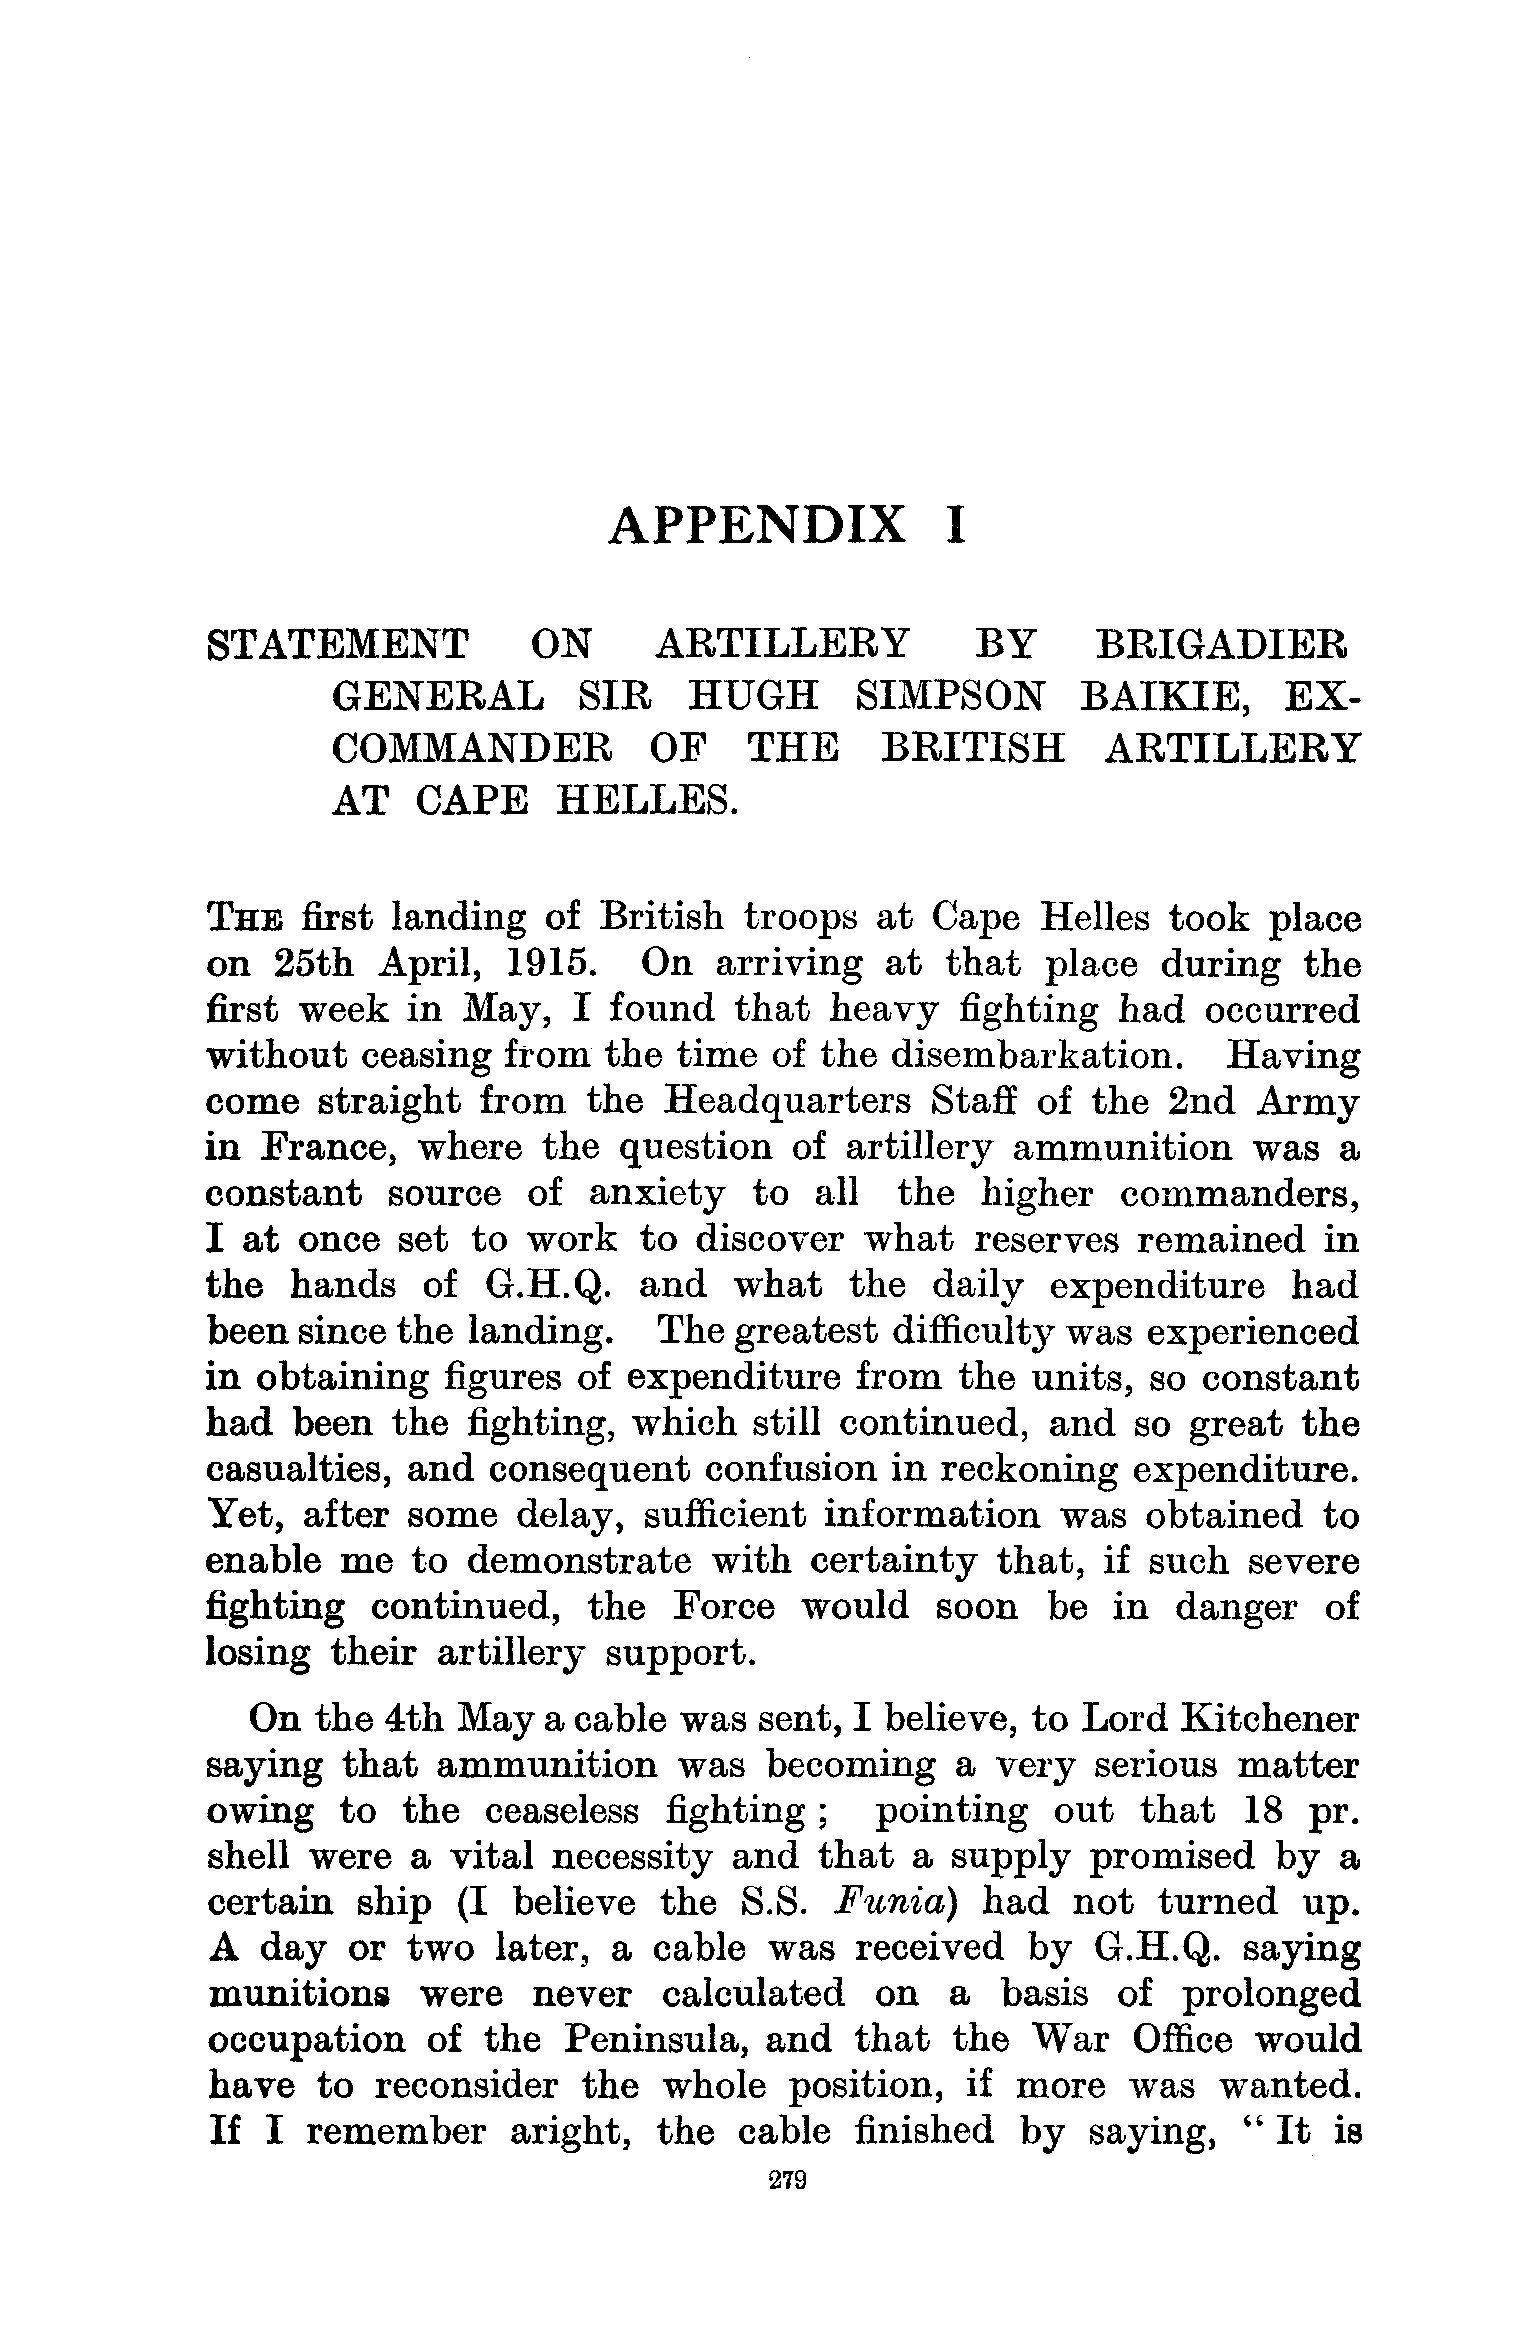 APPENDIX I
STATEMENT ON ARTILLERY BY BRIGADIER
GENERAL SIR HUGH SIMPSON BAIKIE, EX-
COMMANDER OF THE BRITISH ARTILLERY
AT CAPE HELLES.
THE first landing of British troops at Cape Helles took place
on 25th April, 1915. On arriving at that place during the
first week in May, I found that heavy fighting had occurred
without ceasing from the time of the disembarkation. Having
come straight from the Headquarters Staff of the 2nd Army
in France, where the question of artillery ammunition was a
constant source of anxiety to all the higher commanders,
I at once set to work to discover what reserves remained in
the hands of G.H.Q. and what the daily expenditure had
been since the landing. The greatest difficulty was experienced
in obtaining figures of expenditure from the units, so constant
had been the fighting, which still continued, and so great the
casualties, and consequent confusion in reckoning expenditure.
Yet, after some delay, sufficient information was obtained to
enable me to demonstrate with certainty that, if such severe
fighting continued, the Force would soon be in danger of
losing their artillery support.
On the 4th May a cable was sent, I believe, to Lord Kitchener
saying that ammunition was becoming a very serious matter
owing to the ceaseless fighting ; pointing out that 18 pr.
shell were a vital necessity and that a supply promised by a
certain ship (I believe the S.S. Funia) had not turned up.
A day or two later, a cable was received by G.H.Q. saying
munitions were never calculated on a basis of prolonged
occupation of the Peninsula, and that the War Office would
have to reconsider the whole position, if more was wanted.
If I remember aright, the cable finished by saying, “ It is
279